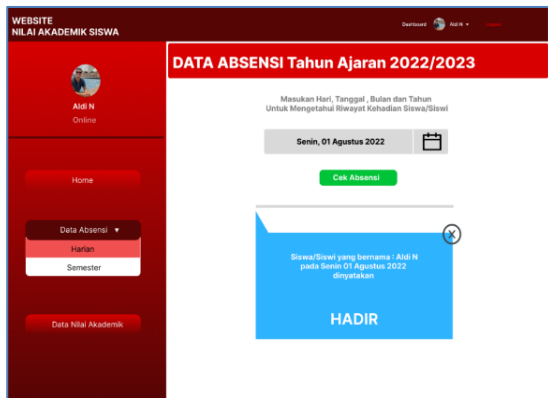 WEBSITE
NILAI AKADEMIK SISWA
Dashboard Aldi N ▾ Logout
Aldi N
Online
Home
Data Absensi ▼
Harian
Semester
Data Nilai Akademik
DATA ABSENSI Tahun Ajaran 2022/2023
Masukan Hari, Tanggal , Bulan dan Tahun
Untuk Mengetahui Riwayat Kehadian Siswa/Siswi
Senin, 01 Agustus 2022
Cek Absensi
X
Siswa/Siswi yang bernama : Aldi N
pada Senin 01 Agustus 2022
dinyatakan
HADIR